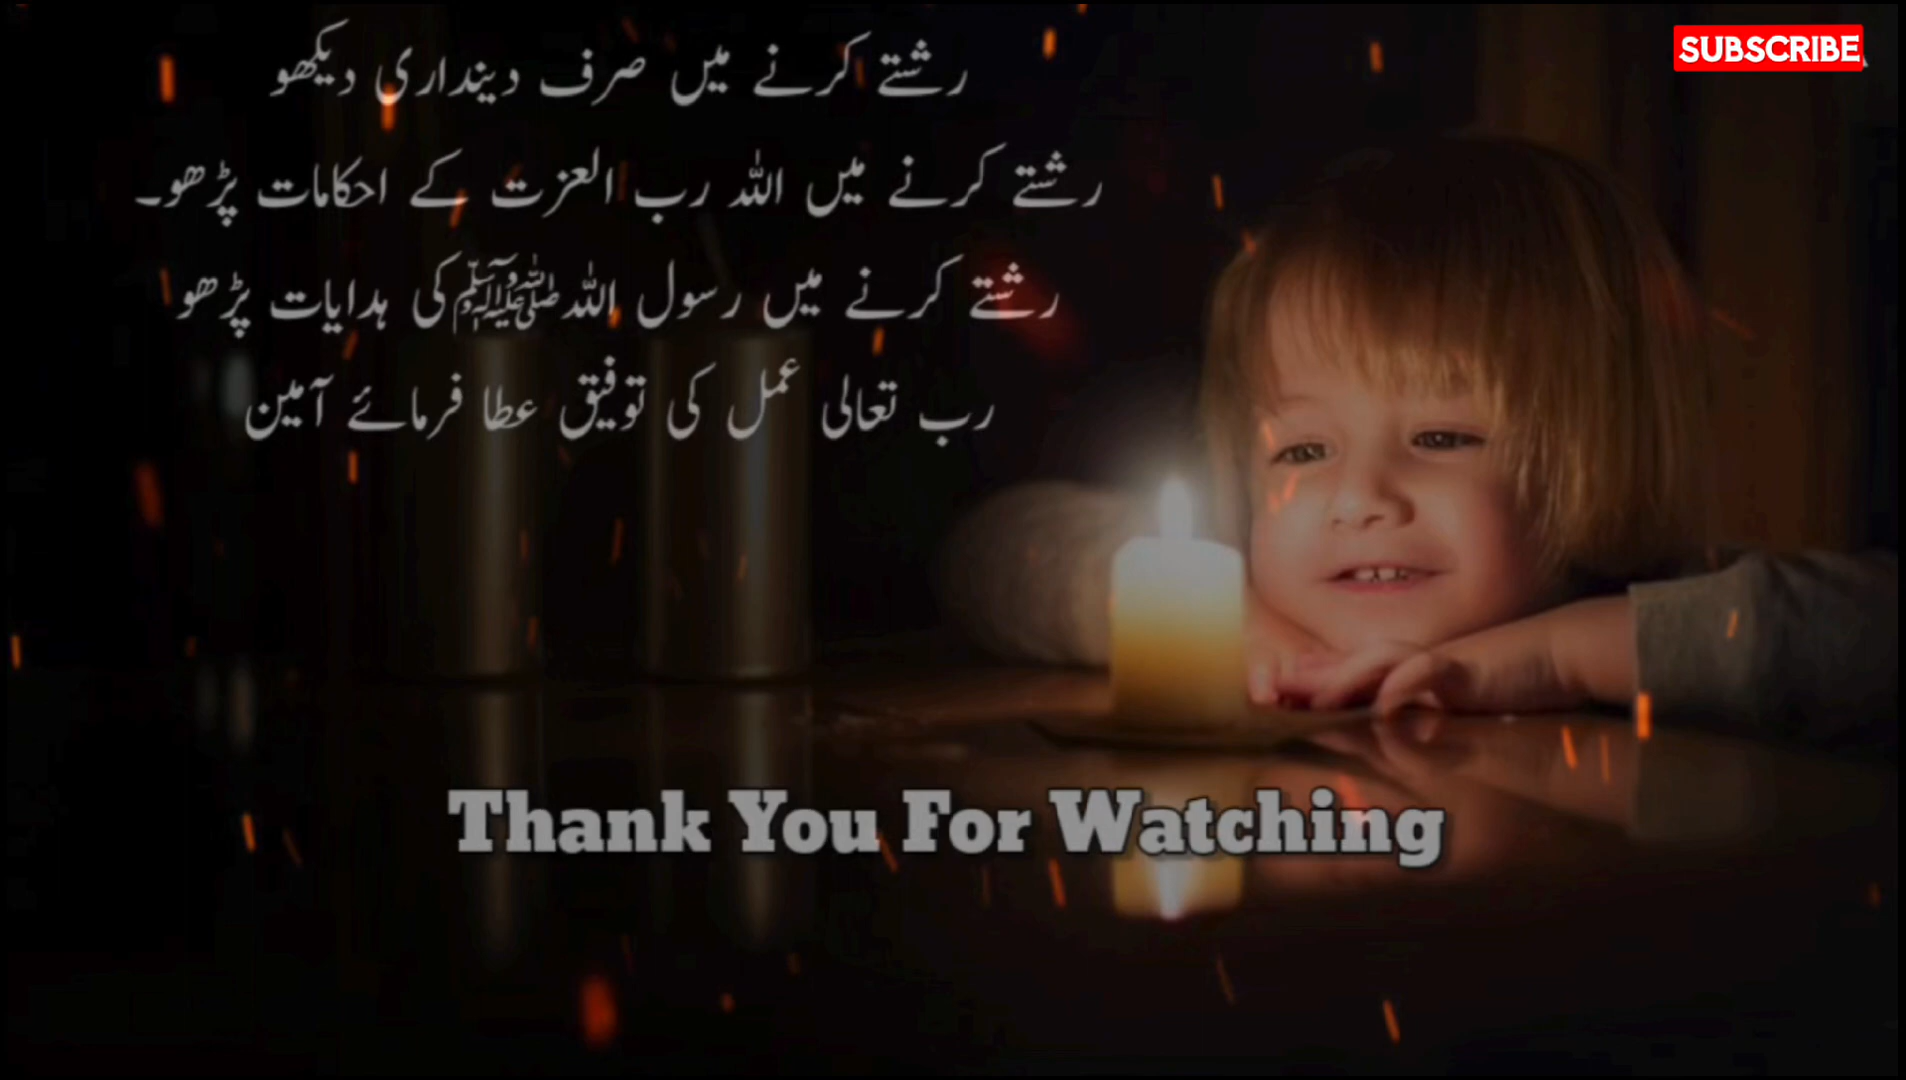 SUBSCRIBE
رشتے کرنے میں صرف دینداری دیکھو
رشتے کرنے میں اللہ رب العزت کے احکامات پڑھو۔
رشتے کرنے میں رسول اللہ ﷺ کی ہدایات پڑھو
رب تعالی عمل کی توفیق عطا فرمائے آمین
Thank You For Watching